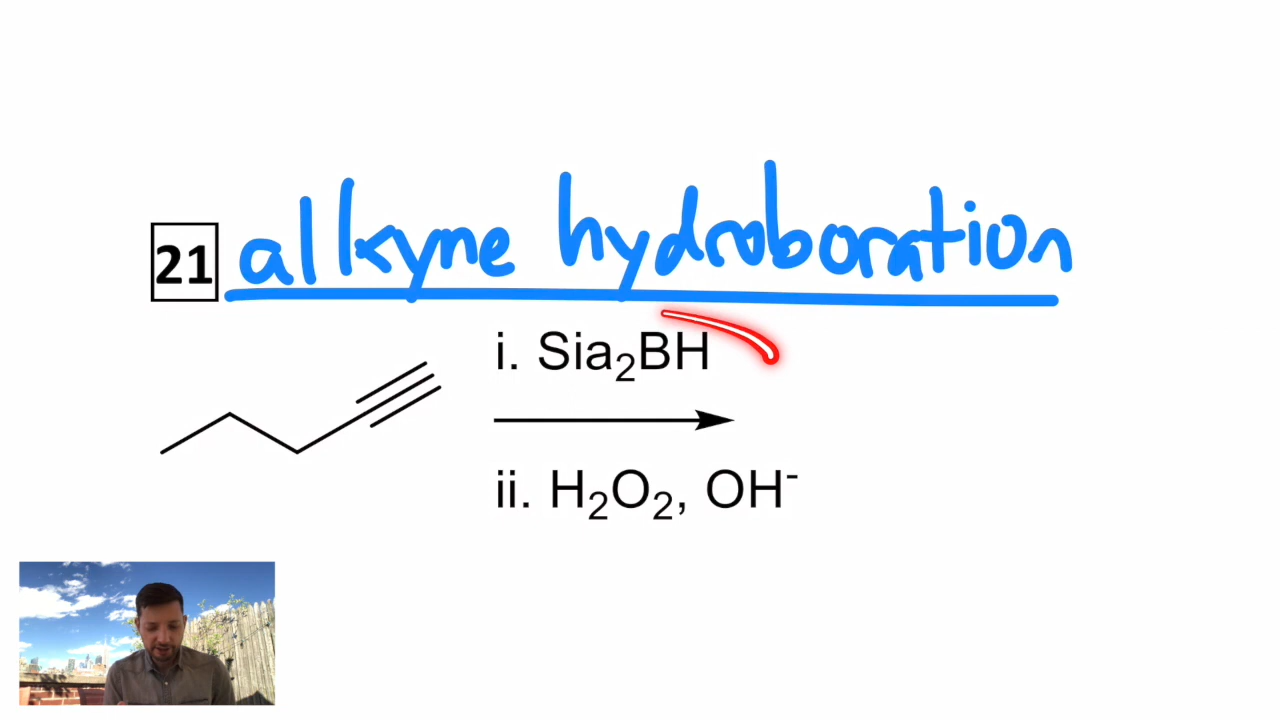 21 alkyne hydroboration
i. Sia₂BH
ii. H₂O₂, OH⁻